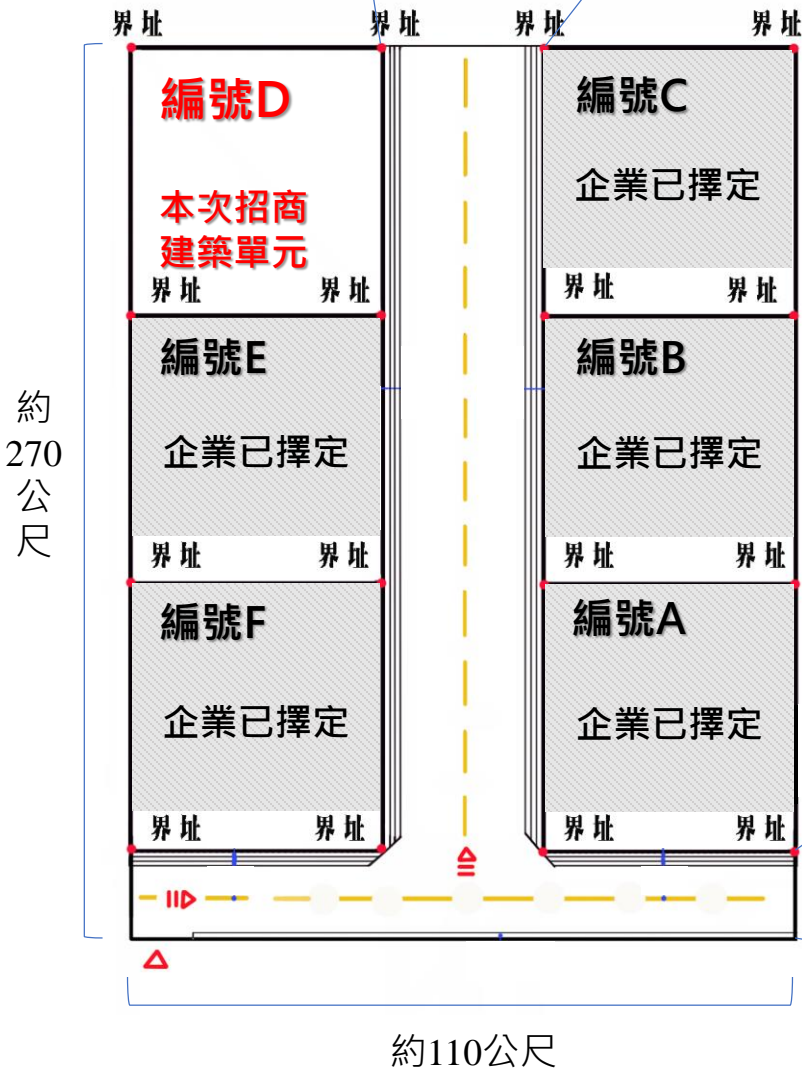 界址 界址 界址 界址
編號D 編號C
企業已擇定
本次招商
建築單元
界址 界址 界址 界址
編號E 編號B
約
270
公
尺
企業已擇定 企業已擇定
界址 界址 界址 界址
編號F 編號A
企業已擇定 企業已擇定
界址 界址 界址 界址
約110公尺